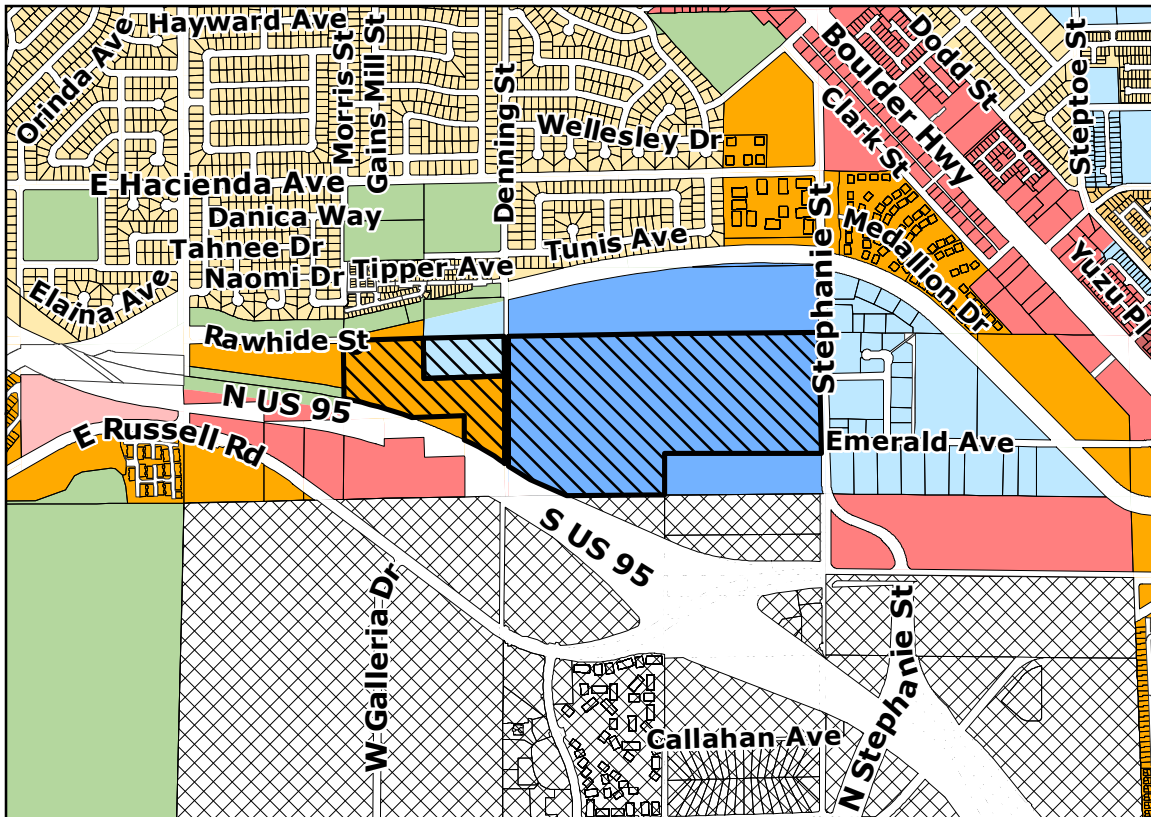 Hayward Ave
Orinda Ave
Morris St
Gains Mill St
Denning St
Wellesley Dr
Boulder Hwy
Dodd St
Steptoe St
Clark St
E Hacienda Ave
Danica Way
Tahnee Dr
Naomi Dr
Tipper Ave
Tunis Ave
Stephanie St
Medallion Dr
Yuzu Pl
Elaina Ave
Rawhide St
N US 95
E Russell Rd
Emerald Ave
S US 95
W Galleria Dr
N Stephanie St
Callahan Ave